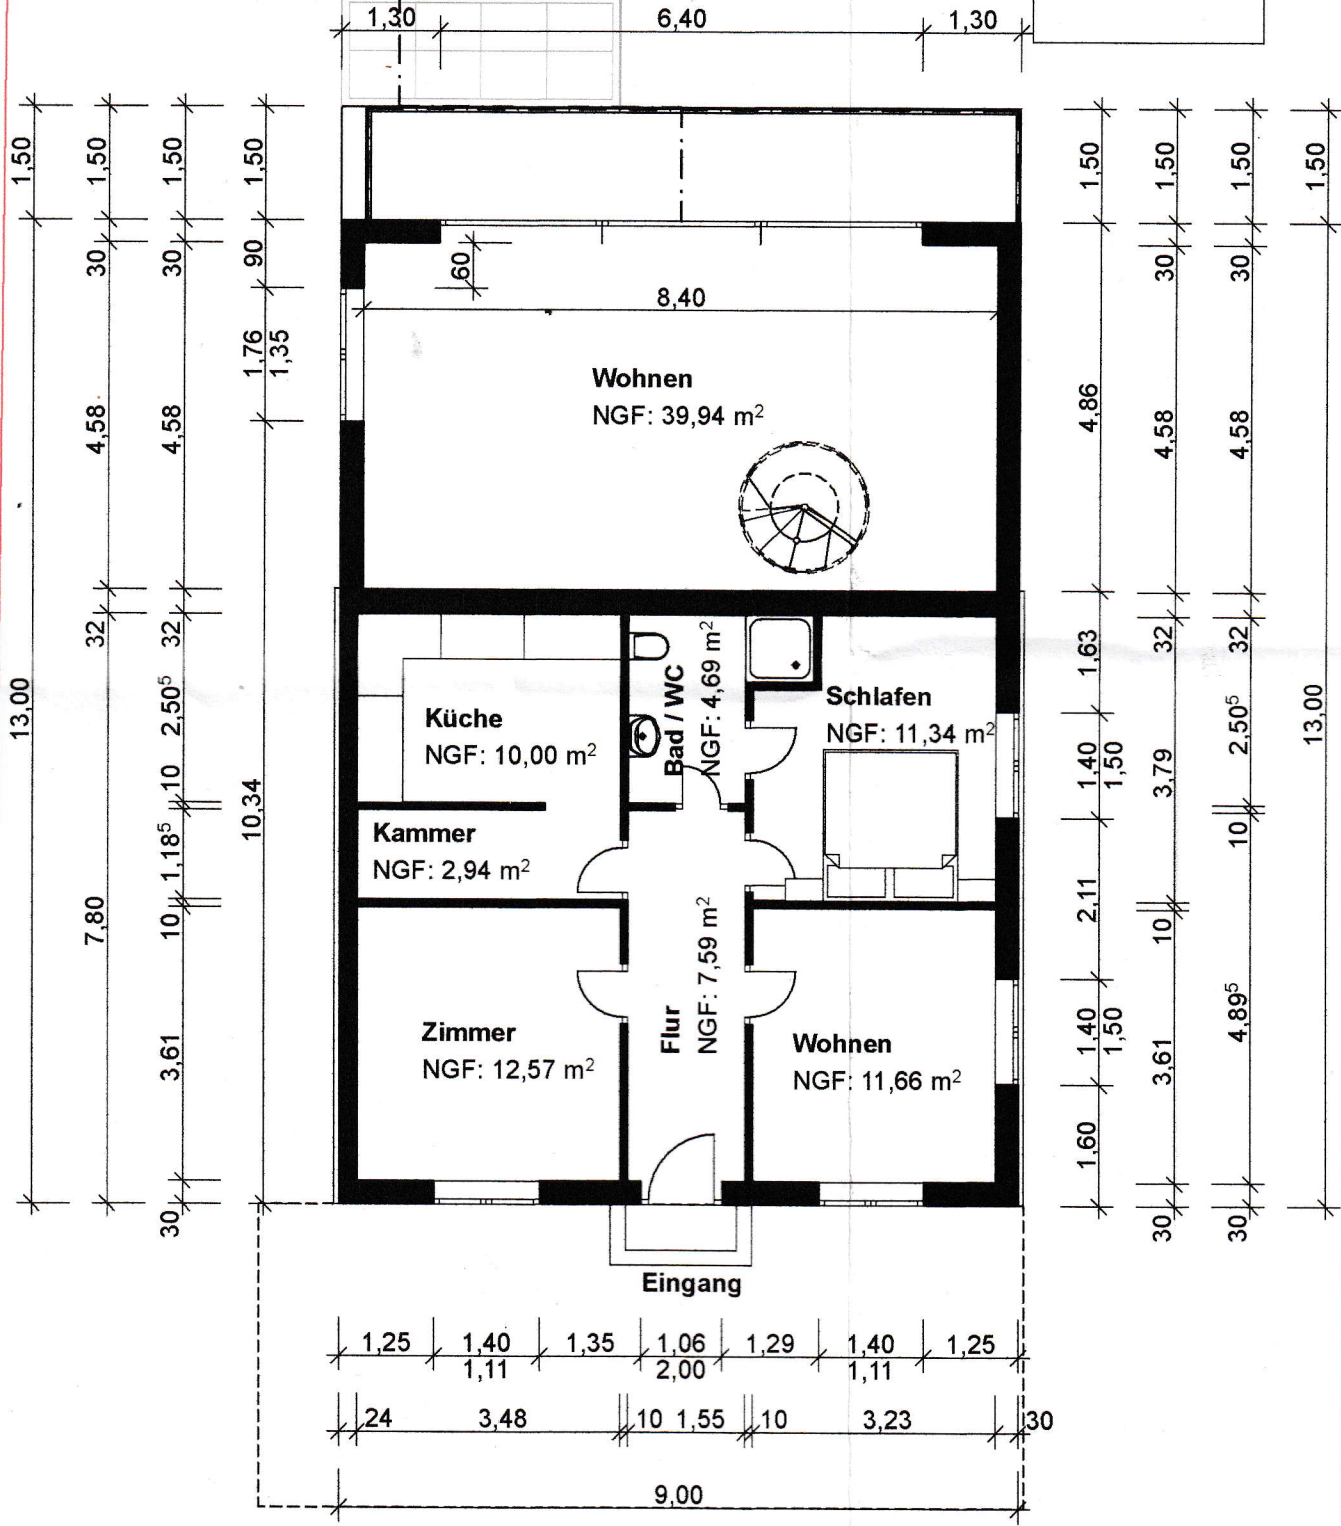 1,30 6,40 1,30
1,50 1,50 1,50 1,50
1,50 1,50 1,50 1,50
30 30 90
60
30 30
8,40
1,76
1,35
Wohnen
NGF: 39,94 m²
4,58 4,58
4,86 4,58 4,58
32 32
1,63 32 32
13,00
2,50⁵
10
10,34
1,18⁵
7,80
10
3,61
30
Küche
NGF: 10,00 m²
Bad / WC
NGF: 4,69 m²
Schlafen
NGF: 11,34 m²
Kammer
NGF: 2,94 m²
Flur
NGF: 7,59 m²
Zimmer
NGF: 12,57 m²
Wohnen
NGF: 11,66 m²
1,40
1,50
3,79
2,50⁵
13,00
10
2,11
10
1,40
1,50
3,61
4,89⁵
1,60
30 30
Eingang
1,25 1,40 1,35 1,06 1,29 1,40 1,25
1,11 2,00 1,11
24 3,48 10 1,55 10 3,23 30
9,00